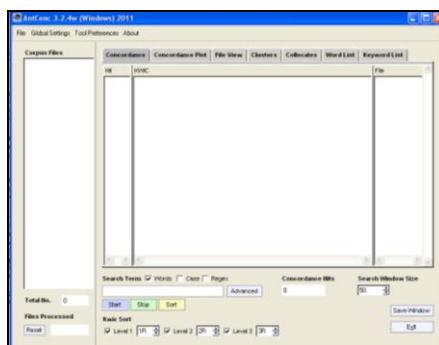 AntConc 3.2.4w (Windows) 2011
File Global Settings Tool Preferences About
Corpus Files
Concordance Concordance Plot File View Clusters Collocates Word List Keyword List
Hit KWIC File
Search Term Words Case Regex Concordance Hits Search Window Size
Advanced 0 50
Total No. 0
Start Stop Sort
Save Window
Files Processed
Kwic Sort
Reset
Exit
Level 1 1R Level 2 2R Level 3 3R